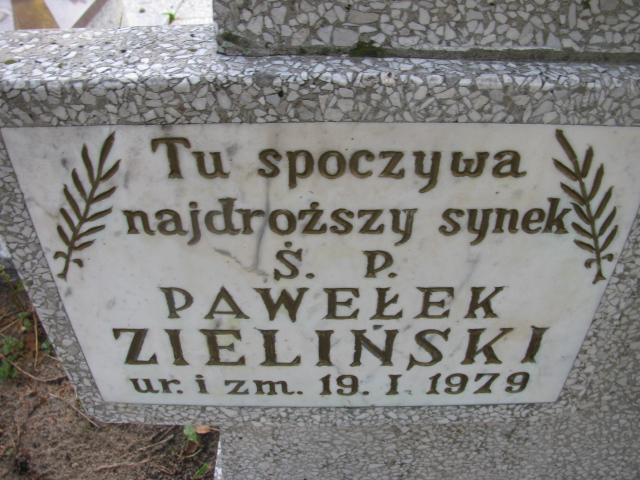 Tu spoczywa
najdroższy synek
Ś. P.
PAWEŁEK
ZIELIŃSKI
ur. i zm. 19. I. 1979